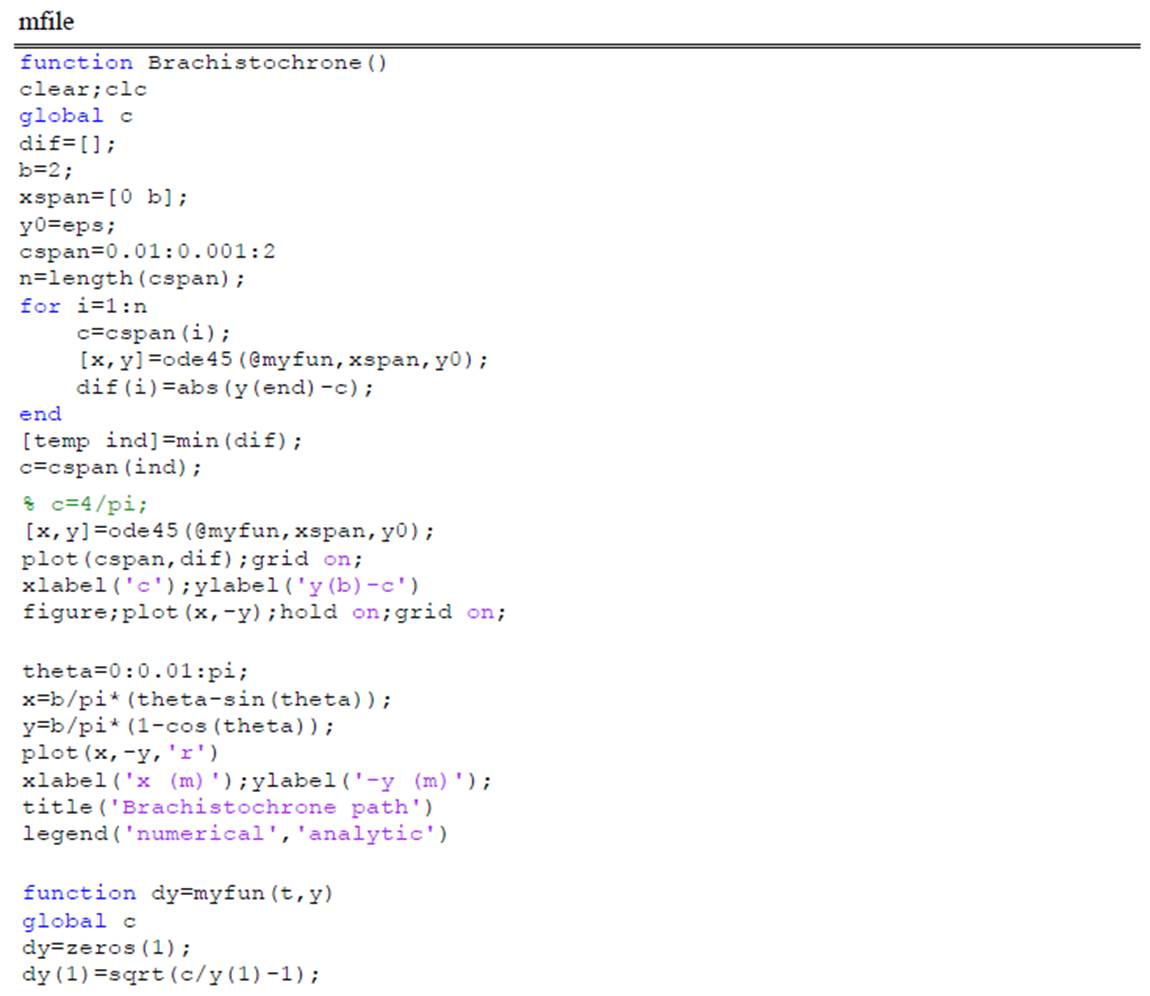 mfile
function Brachistochrone()
clear;clc
global c
dif=[];
b=2;
xspan=[0 b];
y0=eps;
cspan=0.01:0.001:2
n=length(cspan);
for i=1:n
    c=cspan(i);
    [x,y]=ode45(@myfun,xspan,y0);
    dif(i)=abs(y(end)-c);
end
[temp ind]=min(dif);
c=cspan(ind);
% c=4/pi;
[x,y]=ode45(@myfun,xspan,y0);
plot(cspan,dif);grid on;
xlabel('c');ylabel('y(b)-c')
figure;plot(x,-y);hold on;grid on;
theta=0:0.01:pi;
x=b/pi*(theta-sin(theta));
y=b/pi*(1-cos(theta));
plot(x,-y,'r')
xlabel('x (m)');ylabel('-y (m)');
title('Brachistochrone path')
legend('numerical','analytic')
function dy=myfun(t,y)
global c
dy=zeros(1);
dy(1)=sqrt(c/y(1)-1);